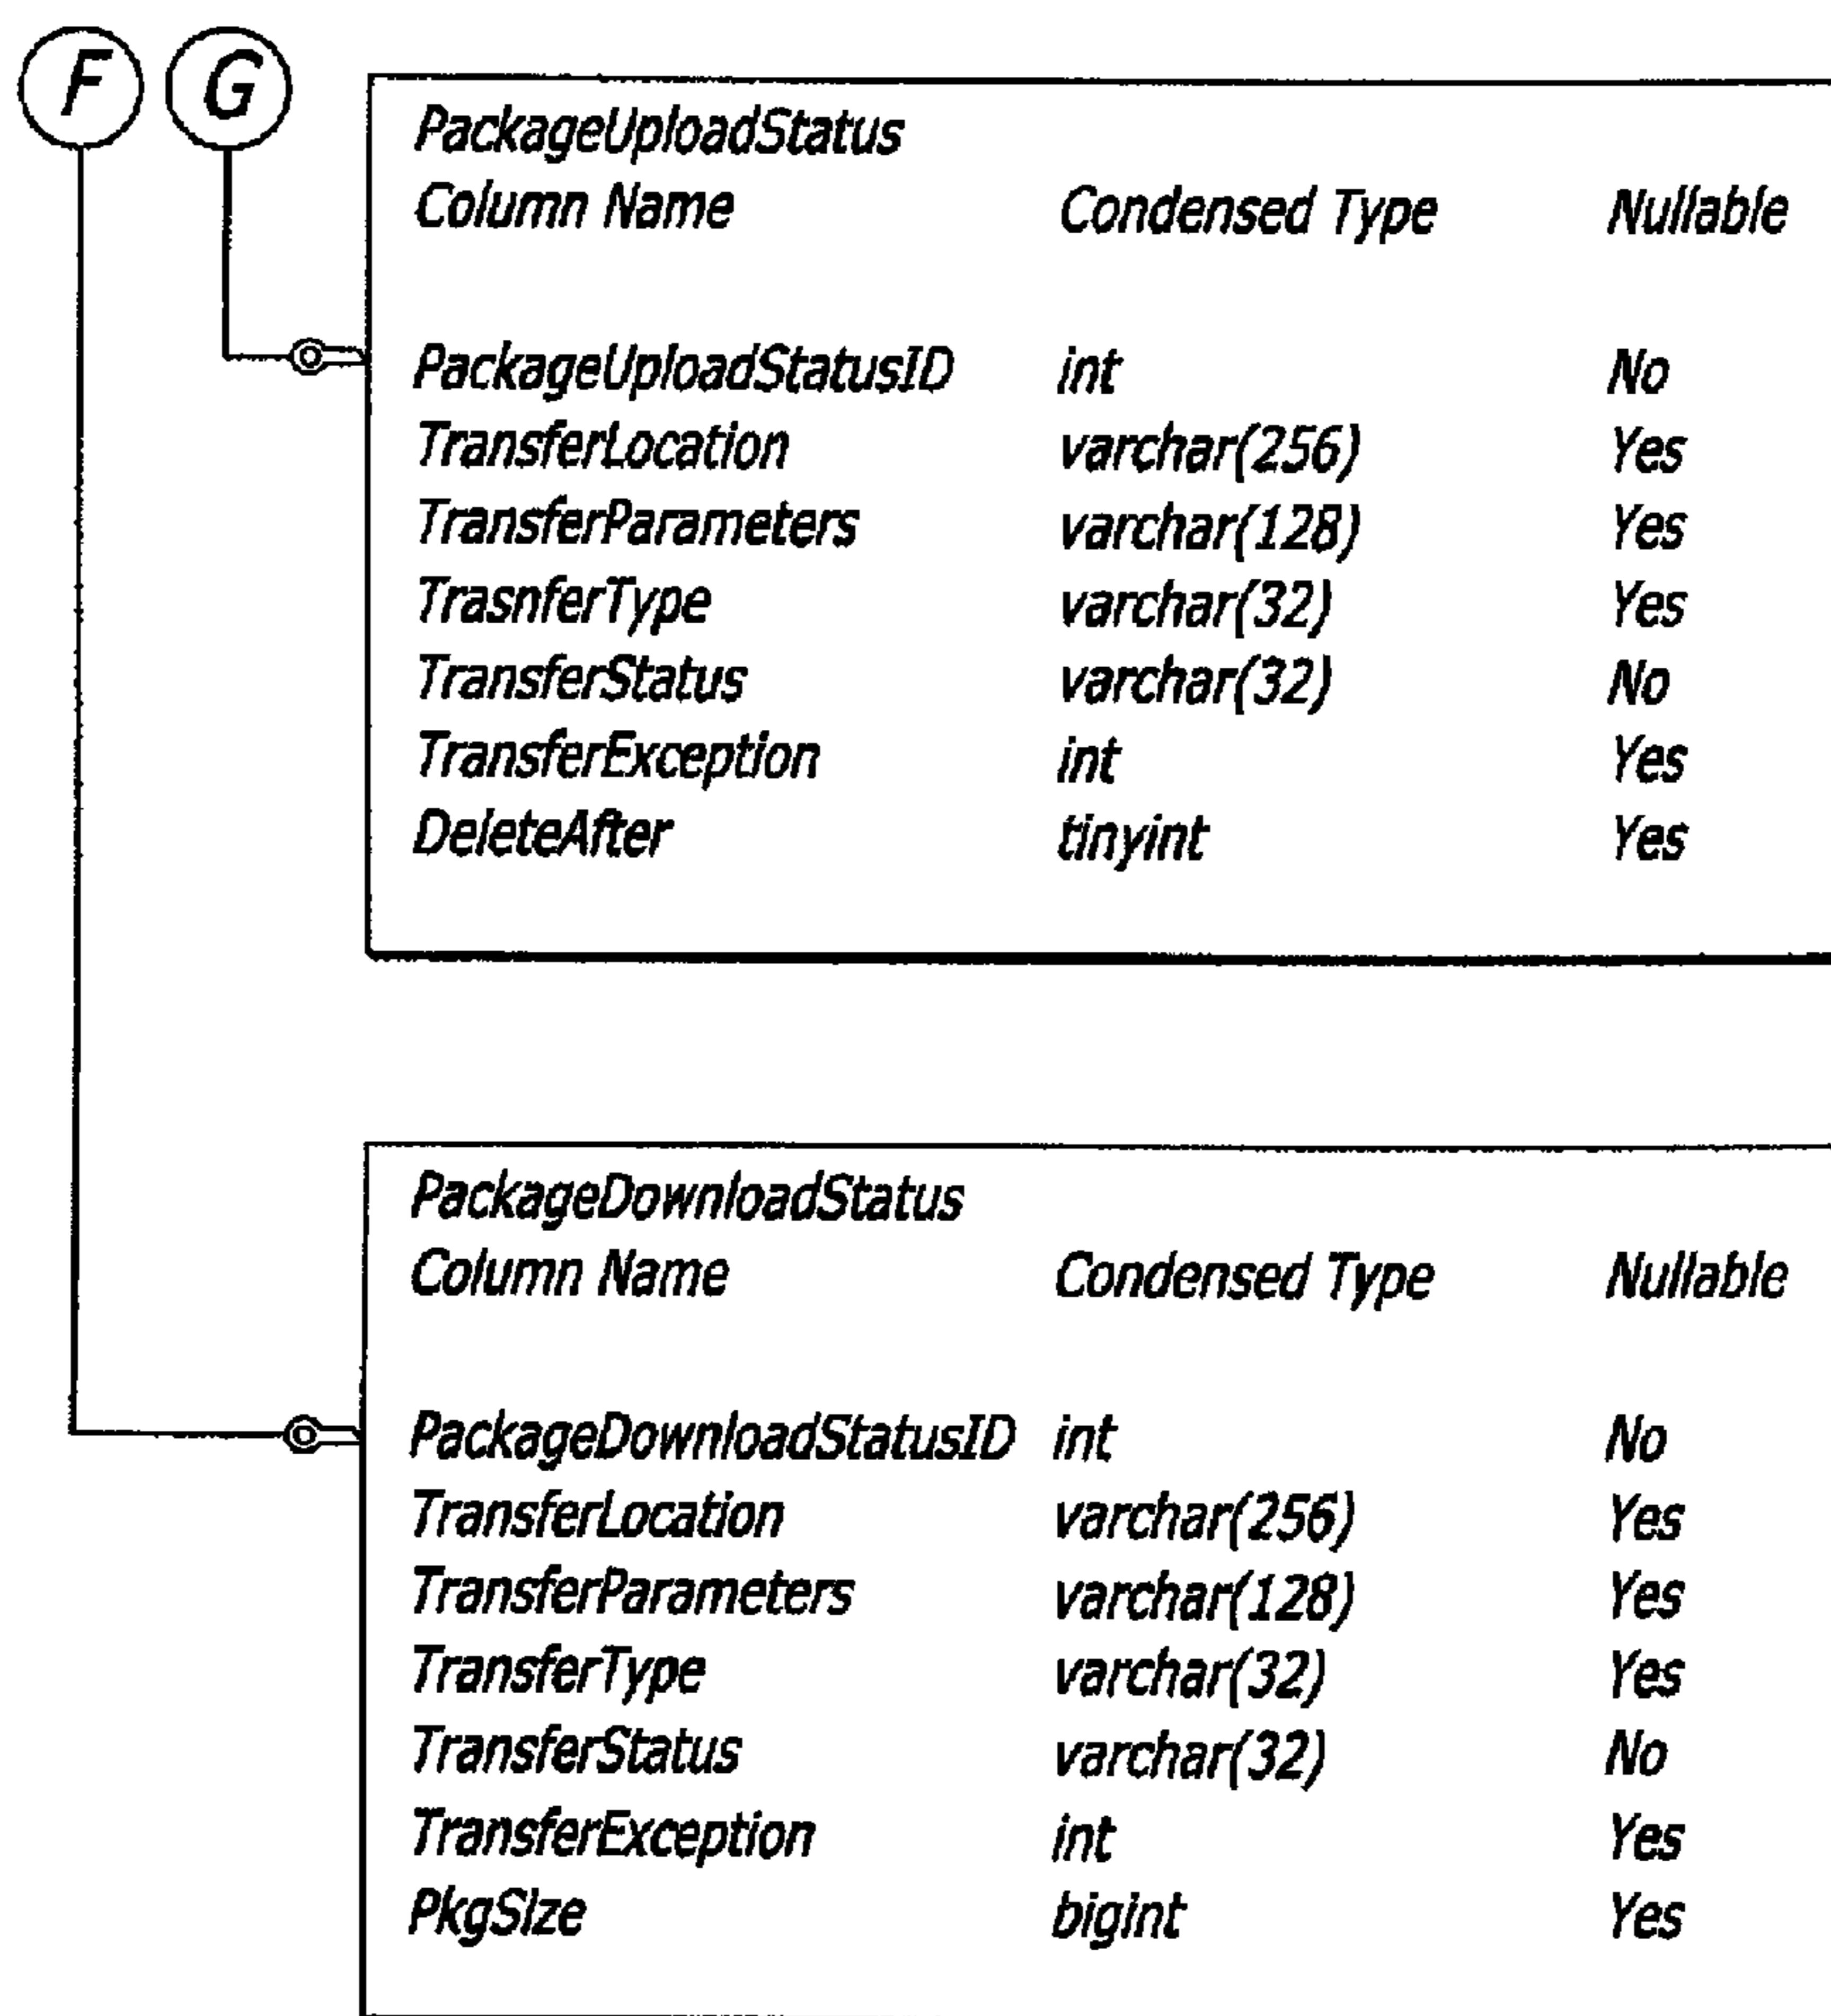 F G
PackageUploadStatus
Column Name Condensed Type Nullable
PackageUploadStatusID int No
TransferLocation varchar(256) Yes
TransferParameters varchar(128) Yes
TrasnferType varchar(32) Yes
TransferStatus varchar(32) No
TransferException int Yes
DeleteAfter tinyint Yes
PackageDownloadStatus
Column Name Condensed Type Nullable
PackageDownloadStatusID int No
TransferLocation varchar(256) Yes
TransferParameters varchar(128) Yes
TransferType varchar(32) Yes
TransferStatus varchar(32) No
TransferException int Yes
PkgSize bigint Yes